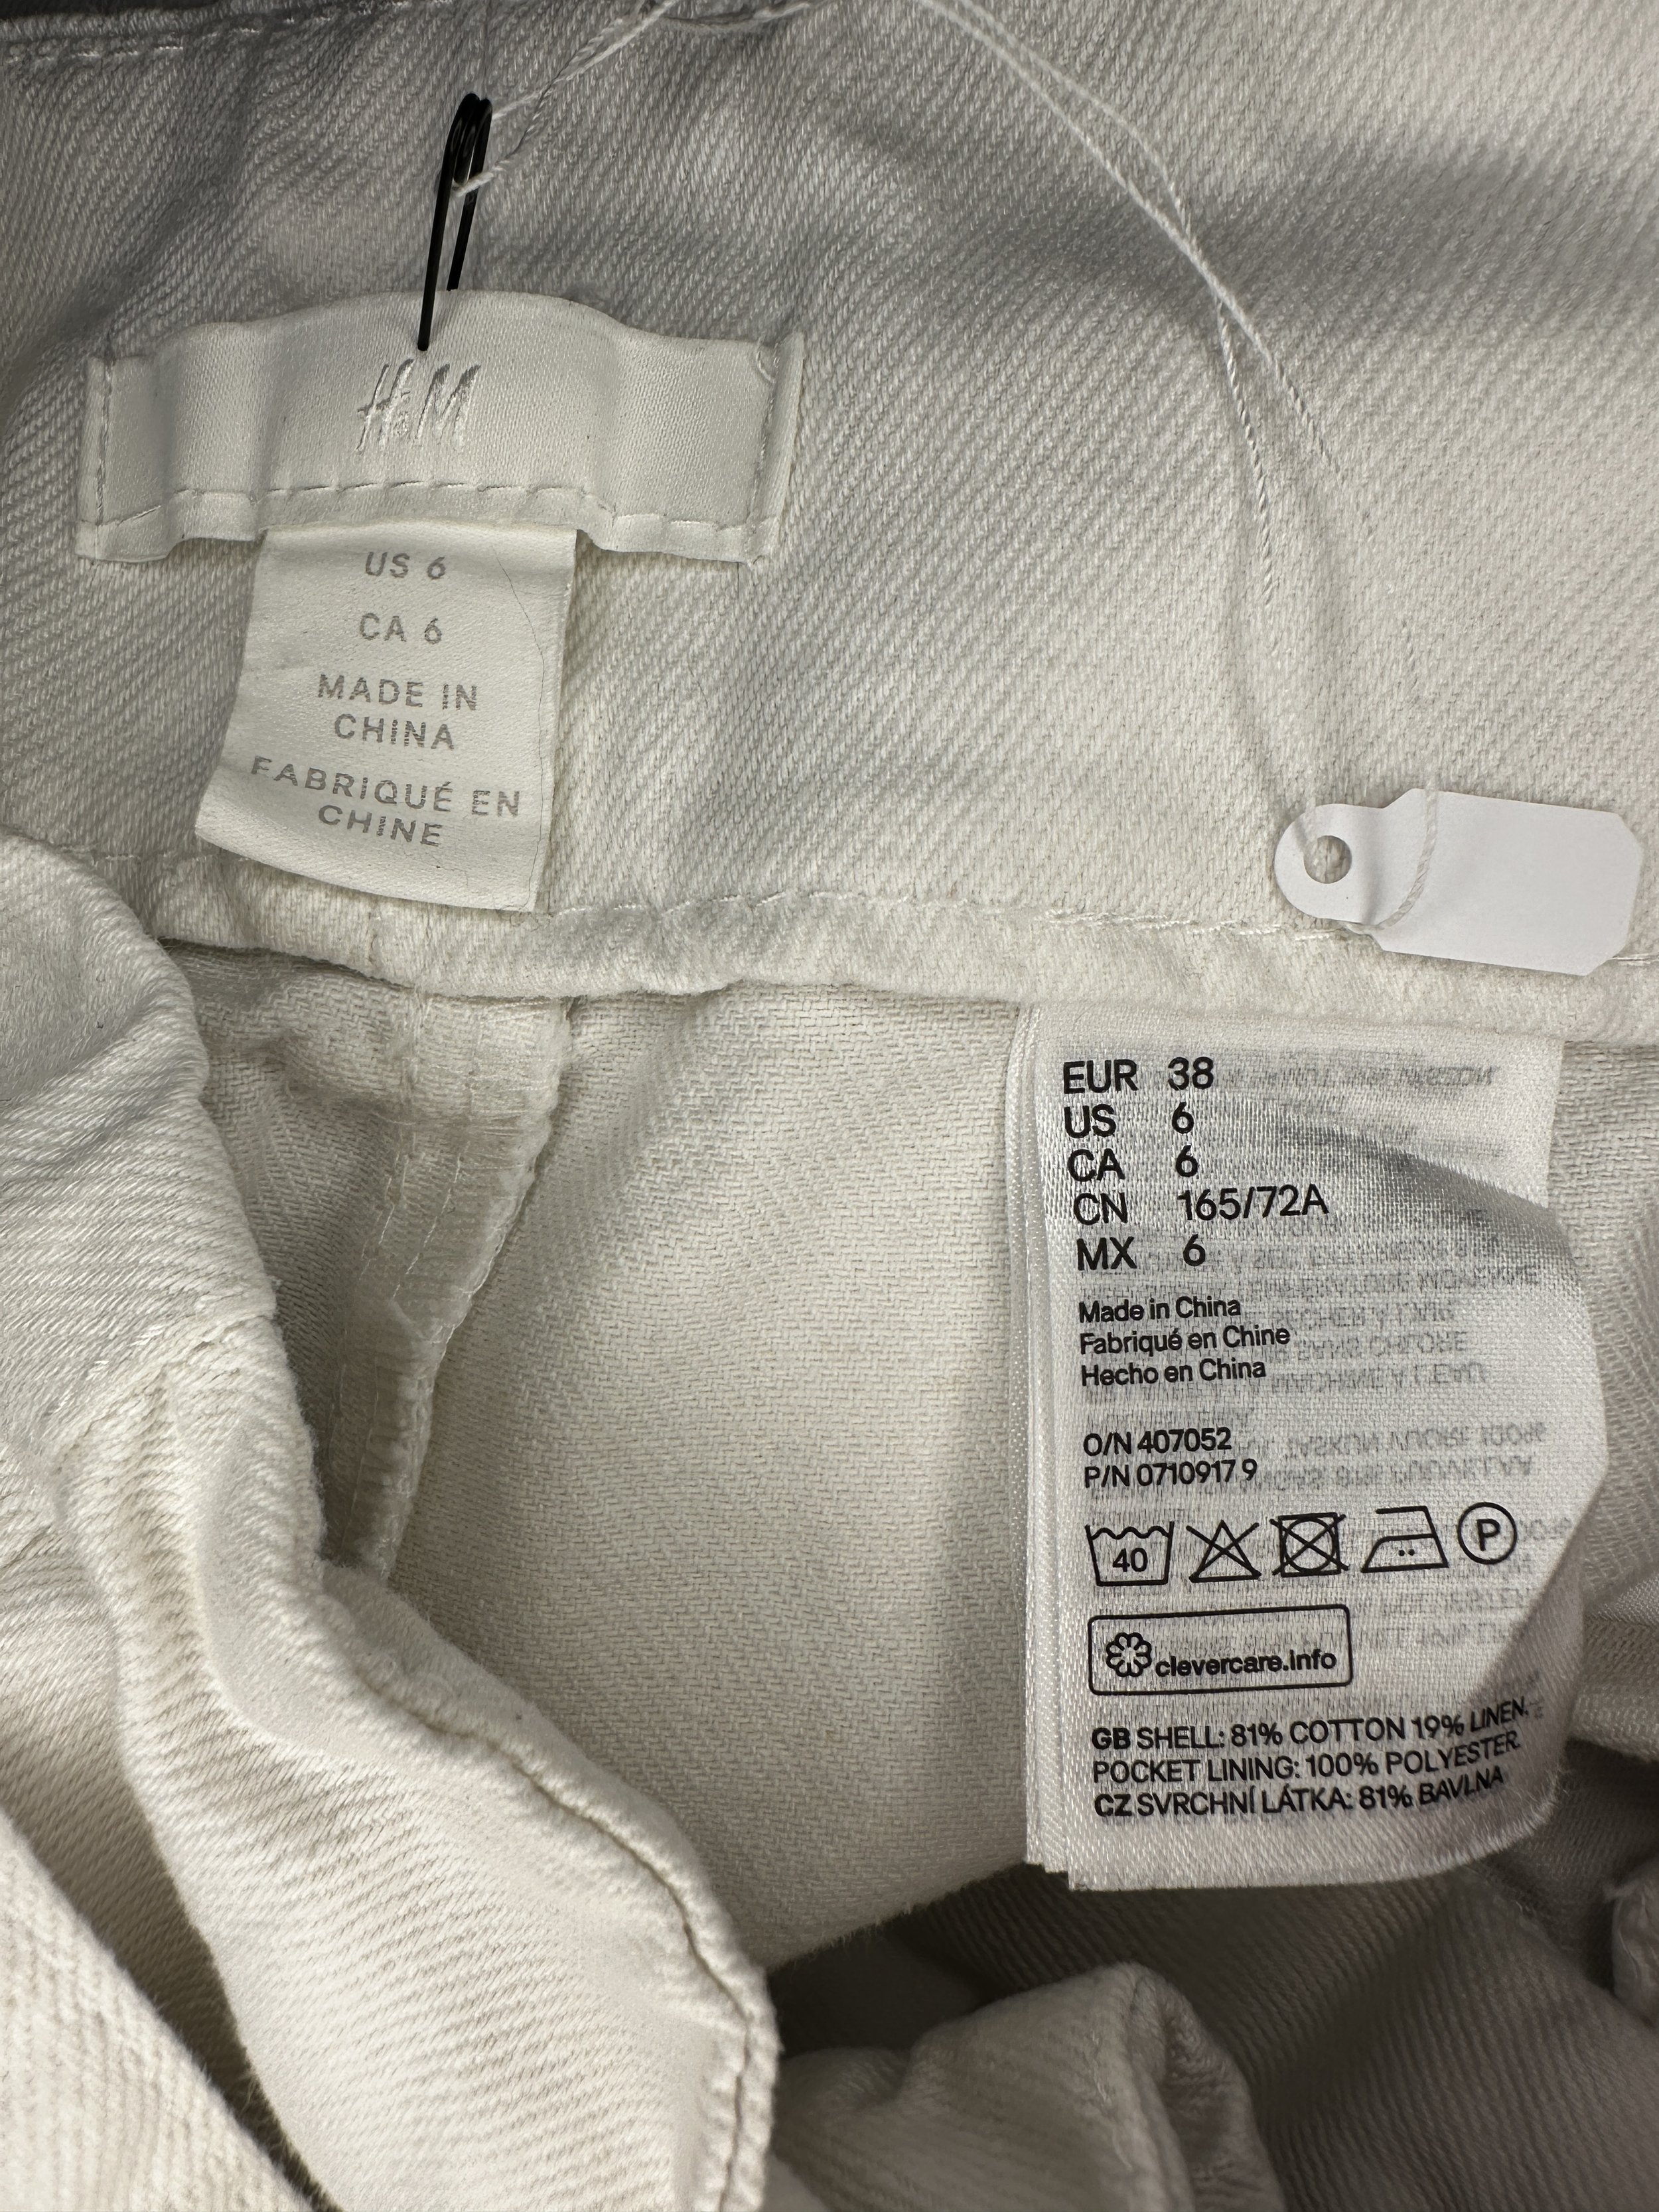 H&M
US 6
CA 6
MADE IN
CHINA
FABRIQUÉ EN
CHINE
EUR 38
US 6
CA 6
CN 165/72A
MX 6
Made in China
Fabriqué en Chine
Hecho en China
O/N 407052
P/N 0710917 9
40
P
clevercare.info
GB SHELL: 81% COTTON 19% LINEN.
POCKET LINING: 100% POLYESTER.
CZ SVRCHNÍ LÁTKA: 81% BAVLNA